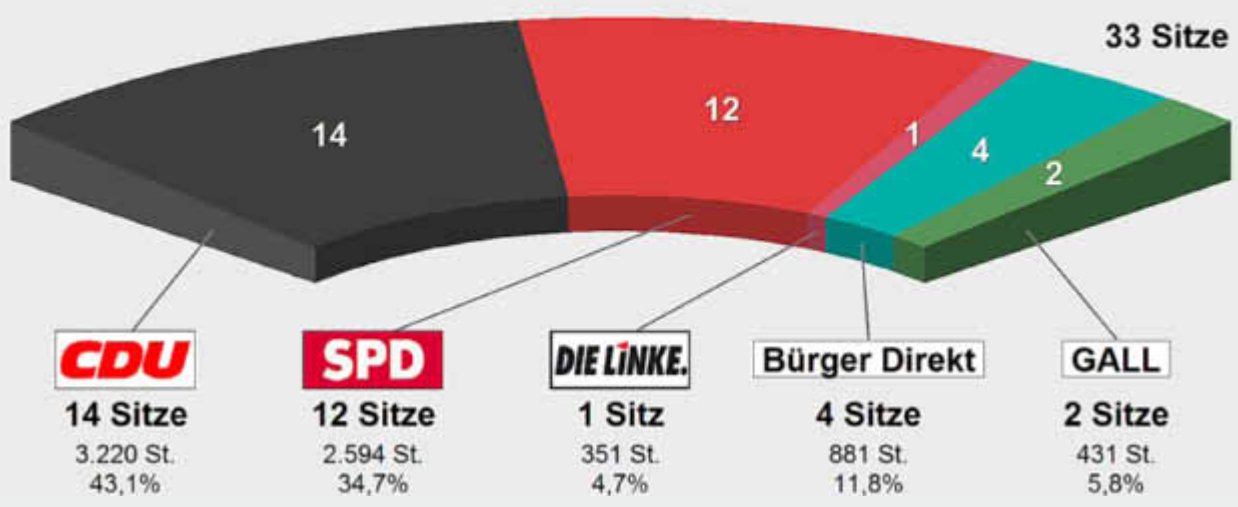 33 Sitze
14
12
1
4
2
CDU
SPD
DIE LINKE.
Bürger Direkt
GALL
14 Sitze
12 Sitze
1 Sitz
4 Sitze
2 Sitze
3.220 St.
2.594 St.
351 St.
881 St.
431 St.
43,1%
34,7%
4,7%
11,8%
5,8%